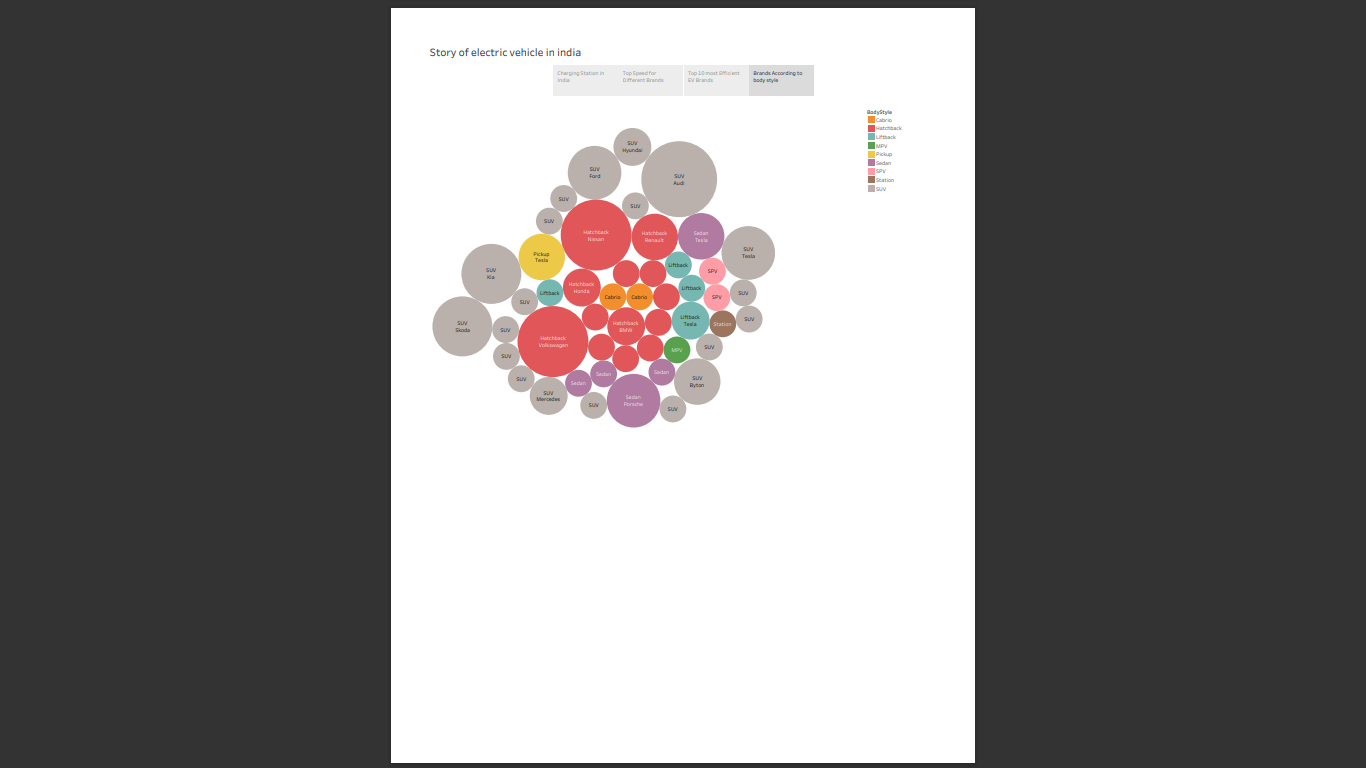 Story of electric vehicle in india
Charging Station in
India
Top Speed for
Different Brands
Top 10 most Efficient
EV Brands
Brands According to
body style
BodyStyle
Cabrio
Hatchback
Liftback
MPV
Pickup
Sedan
SPV
Station
SUV
SUV
Hyundai
SUV
Ford
SUV
Audi
SUV
SUV
SUV
Hatchback
Nissan
Hatchback
Renault
Sedan
Tesla
SUV
Tesla
Pickup
Tesla
SUV
Kia
Liftback
SPV
Hatchback
Honda
Liftback
Liftback
SUV
Cabrio
Cabrio
SPV
SUV
SUV
Skoda
SUV
Hatchback
BMW
Liftback
Tesla
Station
SUV
Hatchback
Volkswagen
SUV
MPV
SUV
SUV
Sedan
Sedan
Sedan
SUV
Byton
SUV
Mercedes
SUV
Sedan
Porsche
SUV